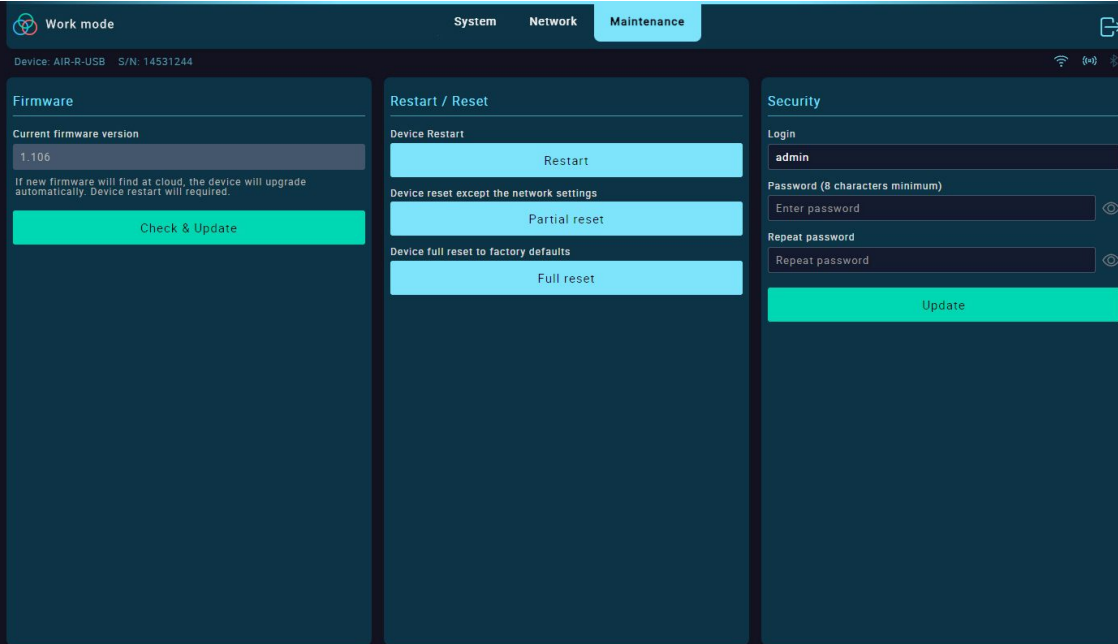 Work mode
System Network Maintenance
Device: AIR-R-USB S/N: 14531244
Firmware
Current firmware version
1.106
If new firmware will find at cloud, the device will upgrade
automatically. Device restart will required.
Check & Update
Restart / Reset
Device Restart
Restart
Device reset except the network settings
Partial reset
Device full reset to factory defaults
Full reset
Security
Login
admin
Password (8 characters minimum)
Enter password
Repeat password
Repeat password
Update